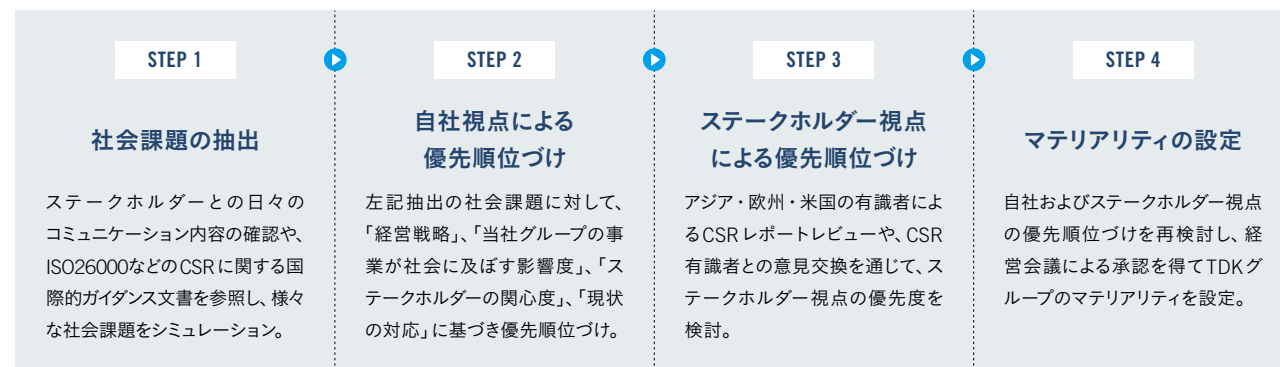 STEP 1
社会課題の抽出
ステークホルダーとの日々の
コミュニケーション内容の確認や、
ISO26000などのCSRに関する国
際的ガイダンス文書を参照し、様々
な社会課題をシミュレーション。
STEP 2
自社視点による
優先順位づけ
左記抽出の社会課題に対して、
「経営戦略」、「当社グループの事
業が社会に及ぼす影響度」、「ス
テークホルダーの関心度」、「現状
の対応」に基づき優先順位づけ。
STEP 3
ステークホルダー視点
による優先順位づけ
アジア・欧州・米国の有識者によ
るCSRレポートレビューや、CSR
有識者との意見交換を通じて、ス
テークホルダー視点の優先度を
検討。
STEP 4
マテリアリティの設定
自社およびステークホルダー視点
の優先順位づけを再検討し、経
営会議による承認を得てTDKグ
ループのマテリアリティを設定。